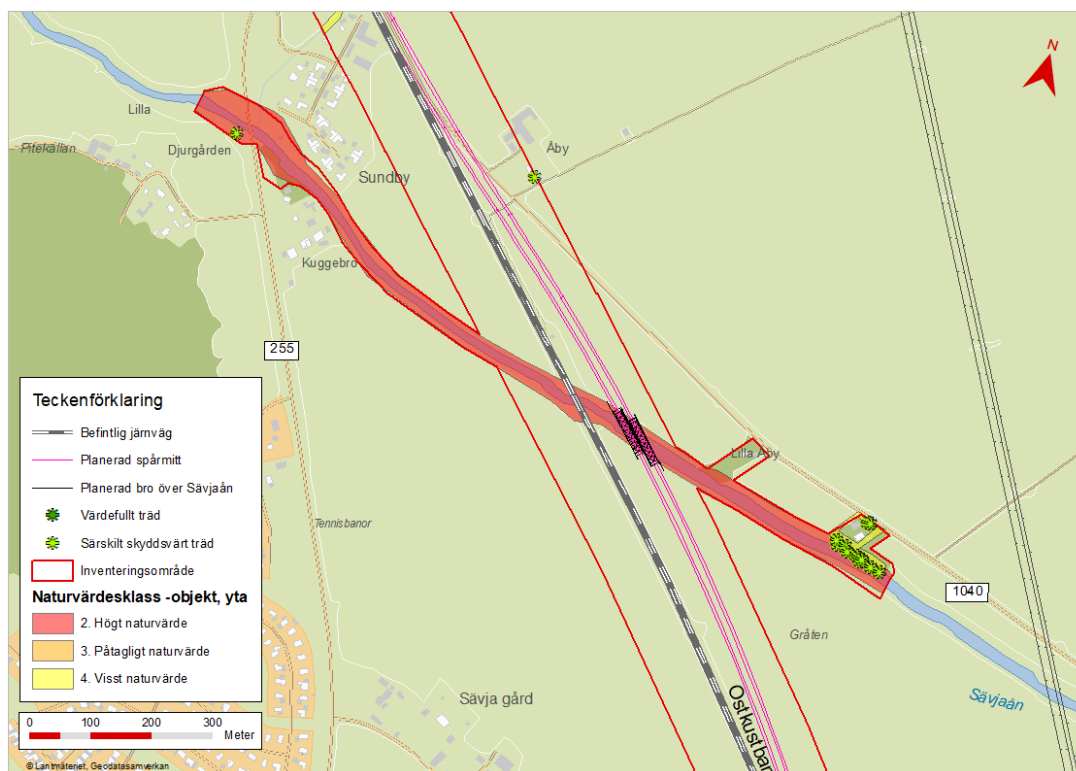 N
Lilla
Djurgården
Pitekällan
Sundby
Åby
Kuggebro
255
Lilla Åby
1040
Tennisbanor
Gråten
Sävjaån
Sävja gård
Ostkustban
Teckenförklaring
Befintlig järnväg
Planerad spårmitt
Planerad bro över Sävjaån
Värdefullt träd
Särskilt skyddsvärt träd
Inventeringsområde
Naturvärdesklass -objekt, yta
2. Högt naturvärde
3. Påtagligt naturvärde
4. Visst naturvärde
0 100 200 300
Meter
© Lantmäteriet, Geodatasamverkan